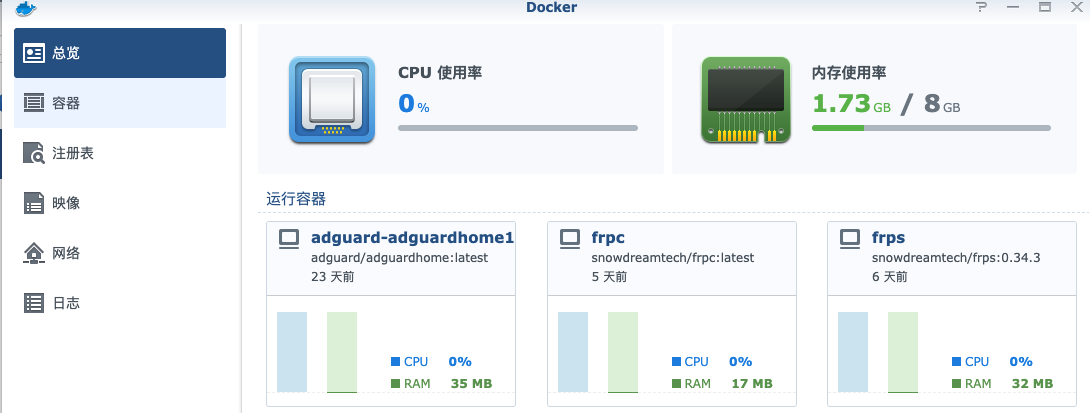 Docker
总览
容器
注册表
映像
网络
日志
CPU 使用率
0 %
内存使用率
1.73 GB / 8 GB
运行容器
adguard-adguardhome1
adguard/adguardhome:latest
23 天前
CPU 0%
RAM 35 MB
frpc
snowdreamtech/frpc:latest
5 天前
CPU 0%
RAM 17 MB
frps
snowdreamtech/frps:0.34.3
6 天前
CPU 0%
RAM 32 MB